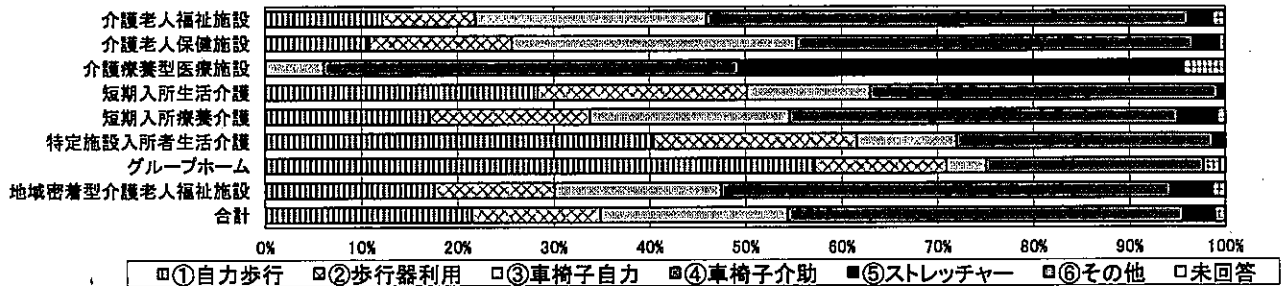 介護老人福祉施設
介護老人保健施設
介護療養型医療施設
短期入所生活介護
短期入所療養介護
特定施設入所者生活介護
グループホーム
地域密着型介護老人福祉施設
合計
0% 10% 20% 30% 40% 50% 60% 70% 80% 90% 100%
①自力歩行 ②歩行器利用 ③車椅子自力 ④車椅子介助 ⑤ストレッチャー ⑥その他 未回答